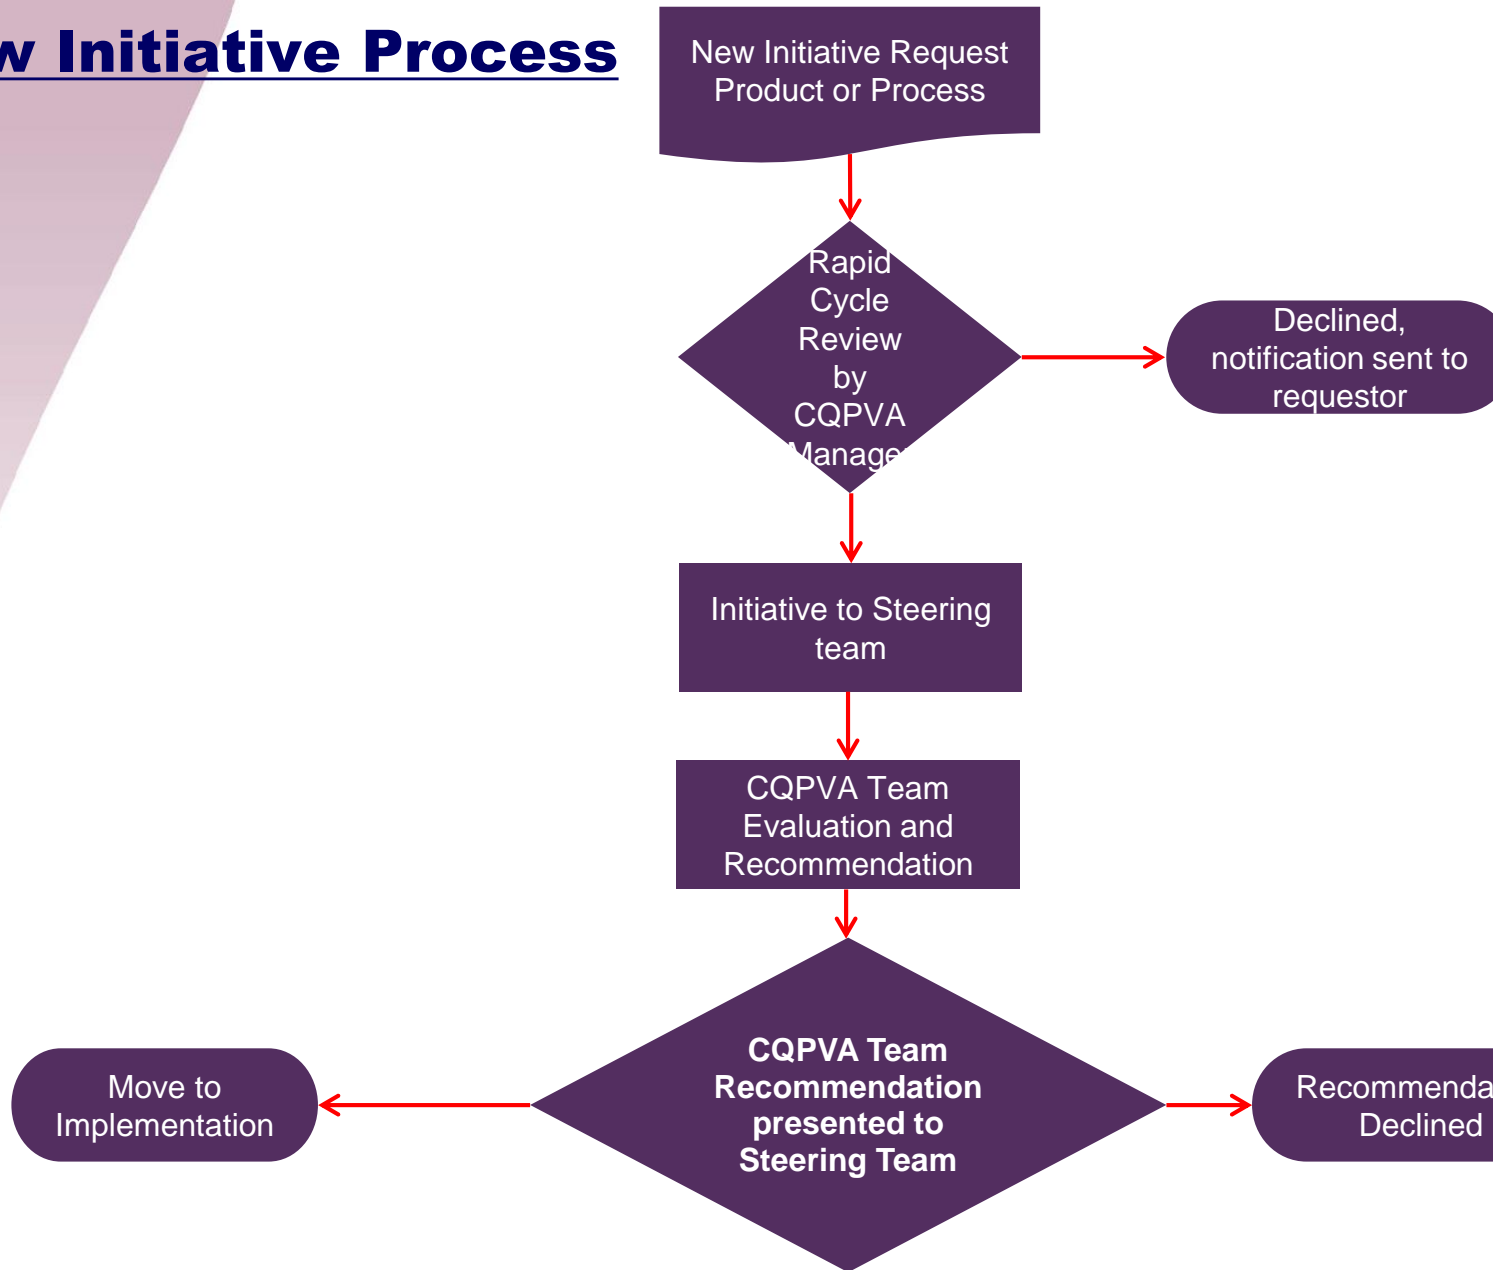 w Initiative Process
New Initiative Request
Product or Process
Rapid
Cycle
Review
by
CQPVA
Manager
Declined,
notification sent to
requestor
Initiative to Steering
team
CQPVA Team
Evaluation and
Recommendation
CQPVA Team
Recommendation
presented to
Steering Team
Move to
Implementation
Recommenda
Declined